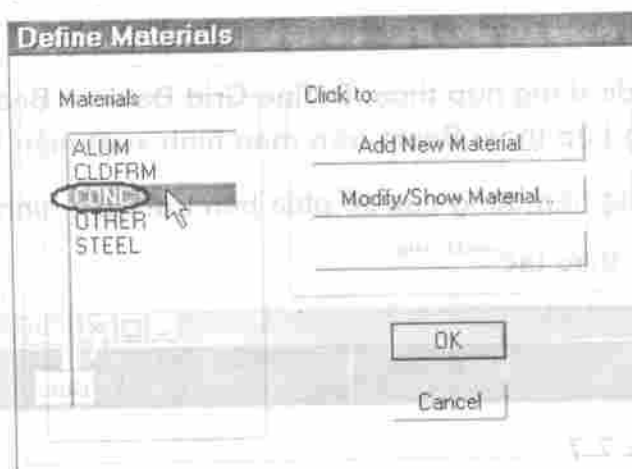 Define Materials
Materials
Click to:
ALUM
CLDFRM
CONC
OTHER
STEEL
Add New Material...
Modify/Show Material...
OK
Cancel